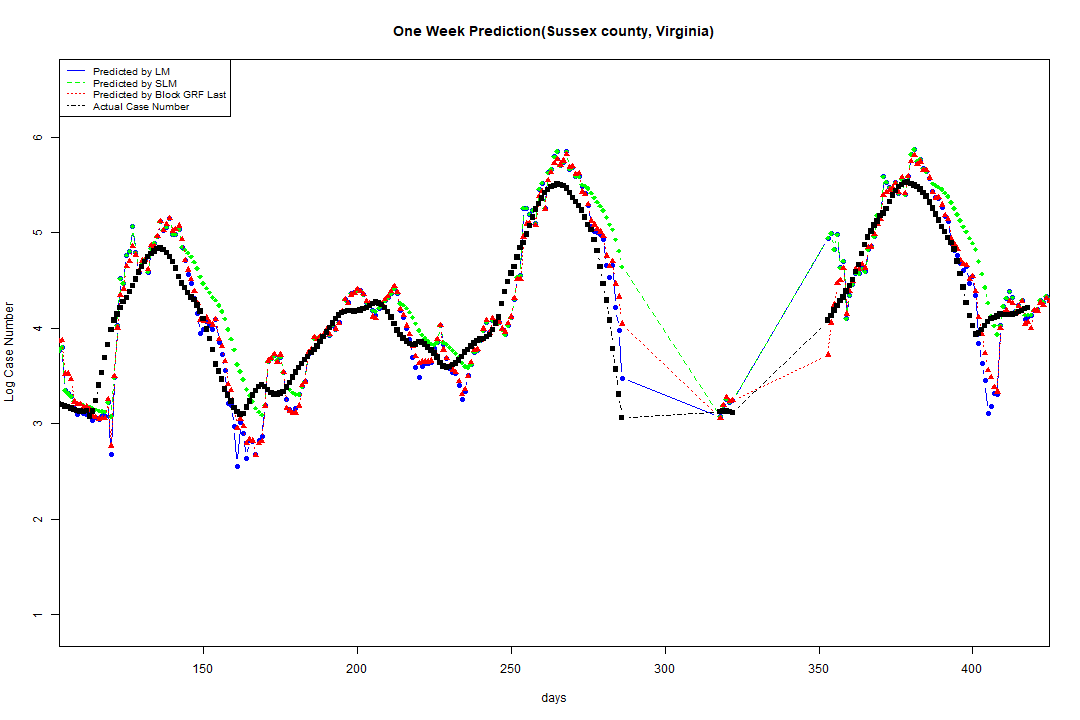 One Week Prediction(Sussex county, Virginia)
Predicted by LM
Predicted by SLM
Predicted by Block GRF Last
Actual Case Number
Log Case Number
6
5
4
3
2
1
150 200 250 300 350 400
days